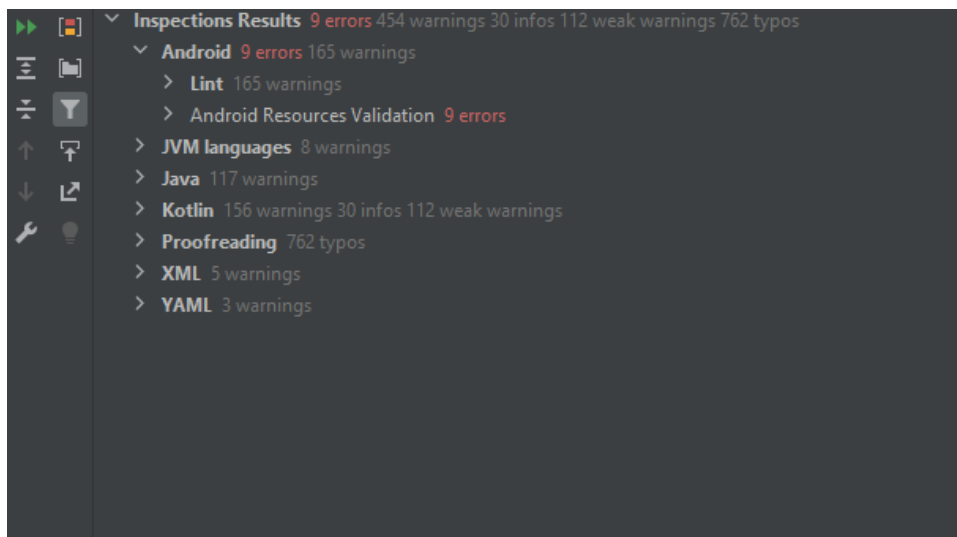 Inspections Results 9 errors 454 warnings 30 infos 112 weak warnings 762 typos
Android 9 errors 165 warnings
Lint 165 warnings
Android Resources Validation 9 errors
JVM languages 8 warnings
Java 117 warnings
Kotlin 156 warnings 30 infos 112 weak warnings
Proofreading 762 typos
XML 5 warnings
YAML 3 warnings